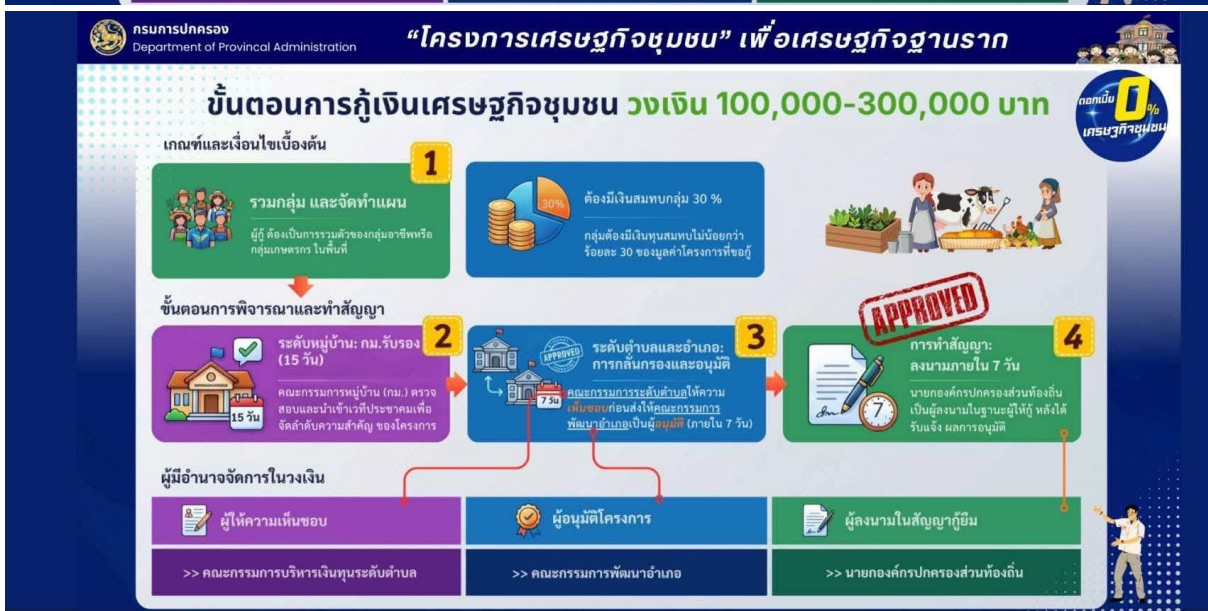 กรมการปกครอง
Department of Provincal Administration
“โครงการเศรษฐกิจชุมชน” เพื่อเศรษฐกิจฐานราก
ขั้นตอนการกู้เงินเศรษฐกิจชุมชน วงเงิน 100,000-300,000 บาท
ดอกเบี้ย 0%
เศรษฐกิจชุมชน
เกณฑ์และเงื่อนไขเบื้องต้น
1
รวมกลุ่ม และจัดทำแผน
ผู้กู้ ต้องเป็นการรวมตัวของกลุ่มอาชีพหรือ
กลุ่มเกษตรกร ในพื้นที่
30%
ต้องมีเงินสมทบกลุ่ม 30 %
กลุ่มต้องมีเงินทุนสมทบไม่น้อยกว่า
ร้อยละ 30 ของมูลค่าโครงการที่ขอกู้
ขั้นตอนการพิจารณาและทำสัญญา
APPROVED
2
ระดับหมู่บ้าน: กม.รับรอง
(15 วัน)
15 วัน
คณะกรรมการหมู่บ้าน (กม.) ตรวจ
สอบและนำเข้าเวทีประชาคมเพื่อ
จัดลำดับความสำคัญ ของโครงการ
3
APPROVED
ระดับตำบลและอำเภอ:
การกลั่นกรองและอนุมัติ
7 วัน
คณะกรรมการระดับตำบลให้ความ
เห็นชอบก่อนส่งให้คณะกรรมการ
พัฒนาอำเภอเป็นผู้อนุมัติ (ภายใน 7 วัน)
4
การทำสัญญา:
ลงนามภายใน 7 วัน
7
นายกองค์กรปกครองส่วนท้องถิ่น
เป็นผู้ลงนามในฐานะผู้ให้กู้ หลังได้
รับแจ้ง ผลการอนุมัติ
ผู้มีอำนาจจัดการในวงเงิน
ผู้ให้ความเห็นชอบ
ผู้อนุมัติโครงการ
ผู้ลงนามในสัญญากู้ยืม
>> คณะกรรมการบริหารเงินทุนระดับตำบล
>> คณะกรรมการพัฒนาอำเภอ
>> นายกองค์กรปกครองส่วนท้องถิ่น